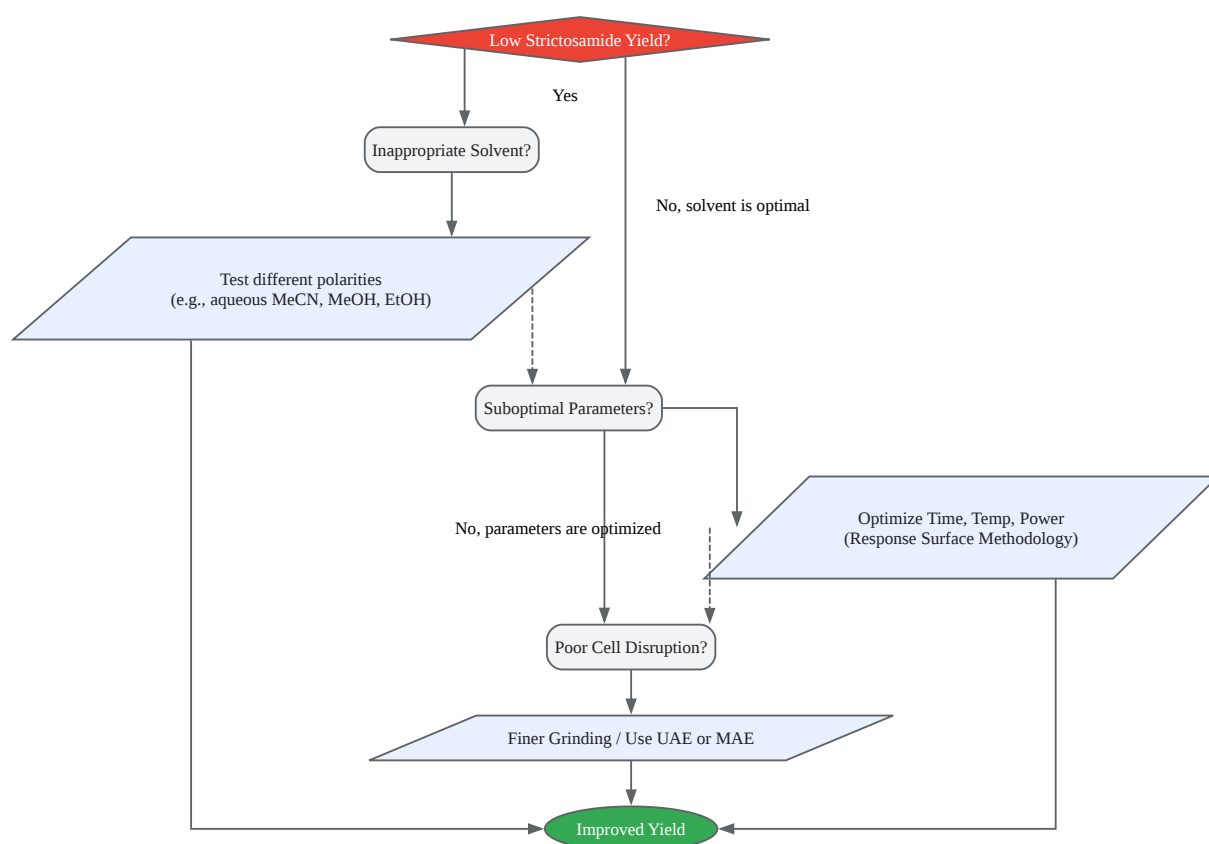 Low Strictosamide Yield?
Yes
Inappropriate Solvent?
No, solvent is optimal
Test different polarities
(e.g., aqueous MeCN, MeOH, EtOH)
Suboptimal Parameters?
No, parameters are optimized
Optimize Time, Temp, Power
(Response Surface Methodology)
Poor Cell Disruption?
Finer Grinding / Use UAE or MAE
Improved Yield